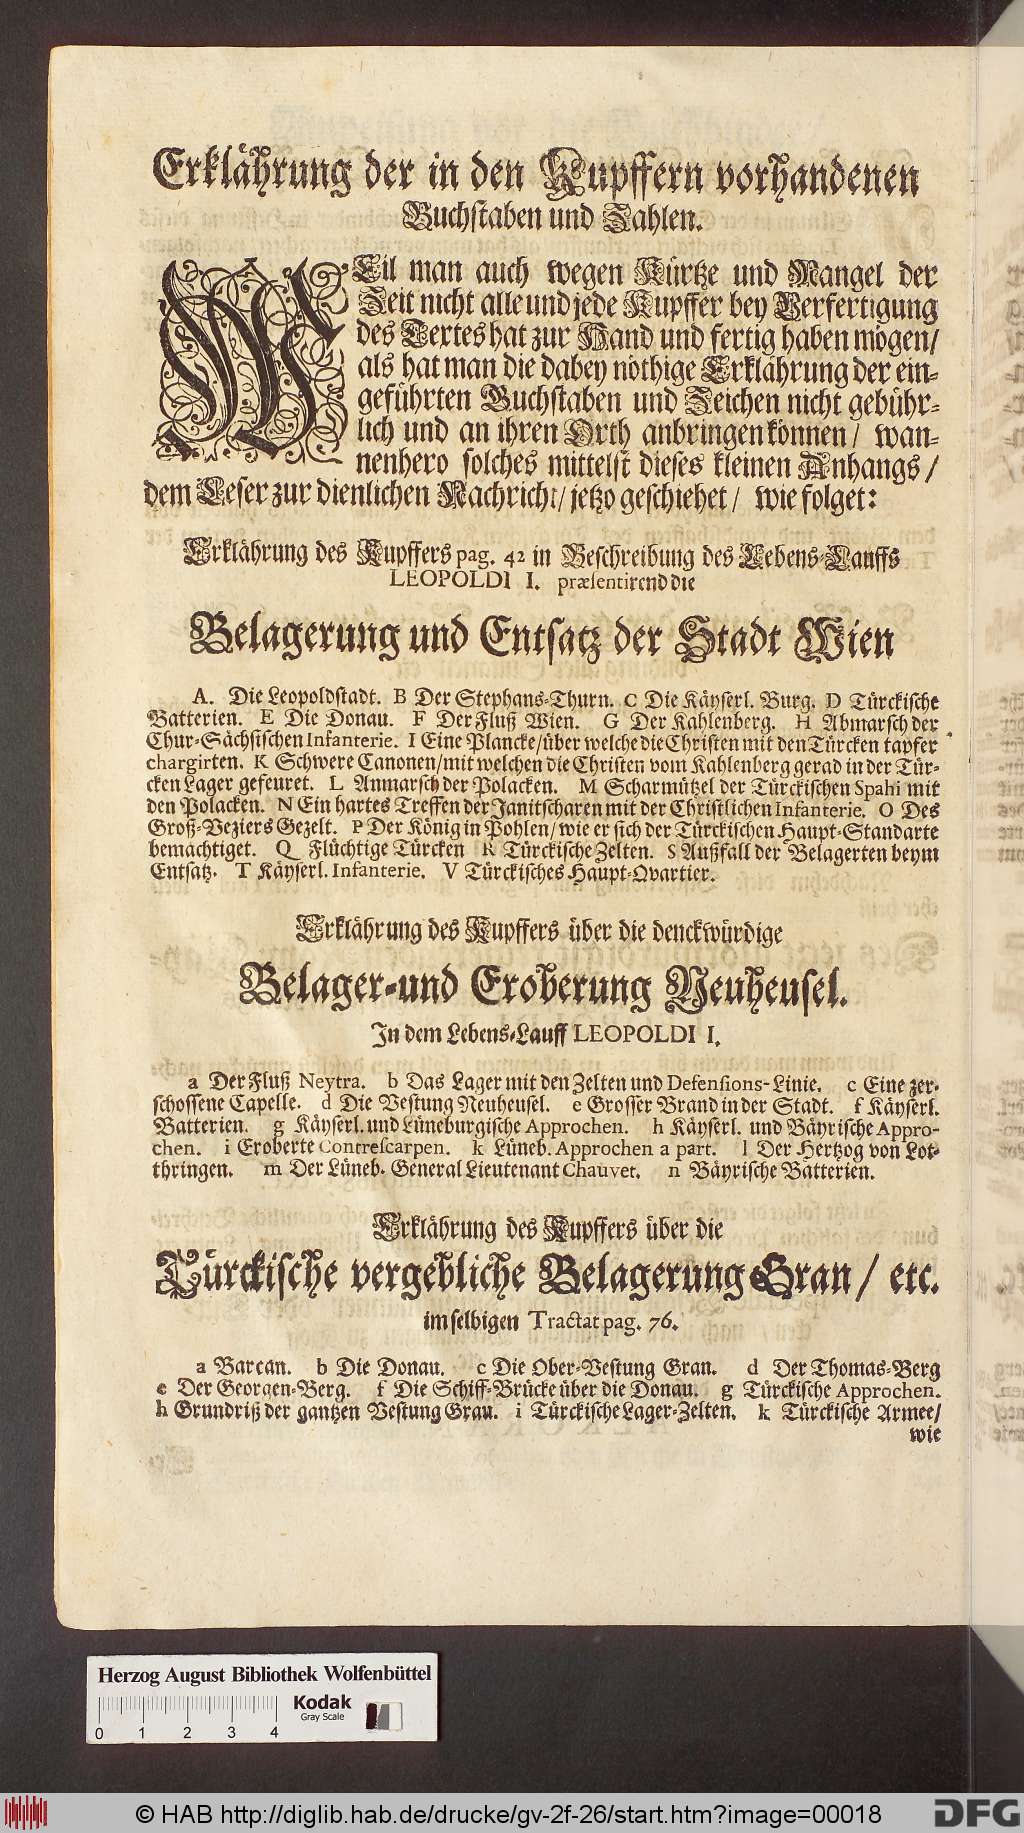 Erklährung der in den Kupffern vorhandenen
Buchstaben und Zahlen.
WEil man auch wegen Kürtze und Mangel der
Zeit nicht alle und jede Kupffer bey Verfertigung
des Textes hat zur Hand und fertig haben mögen/
als hat man die dabey nöthige Erklährung der ein-
geführten Buchstaben und Zeichen nicht gebühr-
lich und an ihren Orth anbringen können/ wan-
nenhero solches mittelst dieses kleinen Anhangs/
dem Leser zur dienlichen Nachricht/ jetzo geschiehet/ wie folget:
Erklährung des Kupffers pag. 42 in Beschreibung des Lebens-Lauffs
LEOPOLDI I. præsentirend die
Belagerung und Entsatz der Stadt Wien
A. Die Leopoldstadt. B Der Stephans-Thurn. C Die Käyserl. Burg. D Türckische
Batterien. E Die Donau. F Der Fluß Wien. G Der Kahlenberg. H Abmarsch der
Chur-Sächsischen Infanterie. I Eine Plancke/über welche die Christen mit den Türcken tapfer
chargirten. K Schwere Canonen/mit welchen die Christen vom Kahlenberg gerad in der Tür-
cken Lager gefeuret. L Anmarsch der Polacken. M Scharmützel der Türckischen Spahi mit
den Polacken. N Ein hartes Treffen der Janitscharen mit der Christlichen Infanterie. O Des
Groß-Veziers Gezelt. P Der König in Pohlen/wie er sich der Türckischen Haupt-Standarte
bemächtiget. Q Flüchtige Türcken R Türckische Zelten. S Außfall der Belagerten beym
Entsatz. T Käyserl. Infanterie. V Türckisches Haupt-Qvartier.
Erklährung des Kupffers über die denckwürdige
Belager-und Eroberung Neuheusel.
In dem Lebens-Lauff LEOPOLDI I.
a Der Fluß Neytra. b Das Lager mit den Zelten und Defensions-Linie. c Eine zer-
schossene Capelle. d Die Vestung Neuheusel. e Grosser Brand in der Stadt. f Käyserl.
Batterien. g Käyserl. und Lüneburgische Approchen. h Käyserl. und Bäyrische Appro-
chen. i Eroberte Contrescarpen. k Lüneb. Approchen a part. l Der Hertzog von Lot-
thringen. m Der Lüneb. General Lieutenant Chauvet. n Bäyrische Batterien.
Erklährung des Kupffers über die
Türckische vergebliche Belagerung Gran/ etc.
im selbigen Tractat pag. 76.
a Barcan. b Die Donau. c Die Ober-Vestung Gran. d Der Thomas-Berg
e Der Georgen-Berg. f Die Schiff-Brücke über die Donau. g Türckische Approchen.
h Grundriß der gantzen Vestung Gran. i Türckische Lager-Zelten. k Türckische Armee/
wie
Herzog August Bibliothek Wolfenbüttel
Kodak
Gray Scale
0 1 2 3 4
© HAB http://diglib.hab.de/drucke/gv-2f-26/start.htm?image=00018
DFG